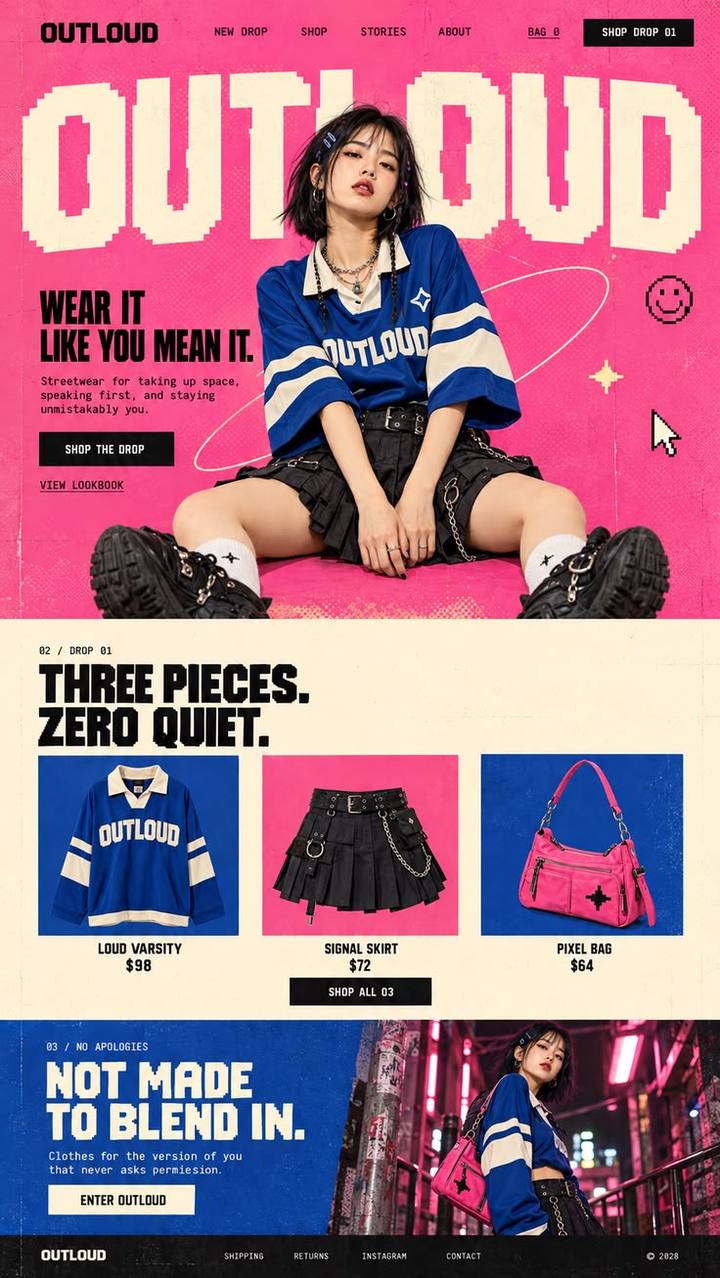 OUTLOUD
NEW DROP SHOP STORIES ABOUT BAG 0 SHOP DROP 01
OUTLOUD
WEAR IT
LIKE YOU MEAN IT.
Streetwear for taking up space,
speaking first, and staying
unmistakably you.
SHOP THE DROP
VIEW LOOKBOOK
OUTLOUD
02 / DROP 01
THREE PIECES.
ZERO QUIET.
OUTLOUD
LOUD VARSITY
$98
SIGNAL SKIRT
$72
PIXEL BAG
$64
SHOP ALL 03
03 / NO APOLOGIES
NOT MADE
TO BLEND IN.
Clothes for the version of you
that never asks permiesion.
ENTER OUTLOUD
OUTLOUD
SHIPPING RETURNS INSTAGRAM CONTACT © 2028